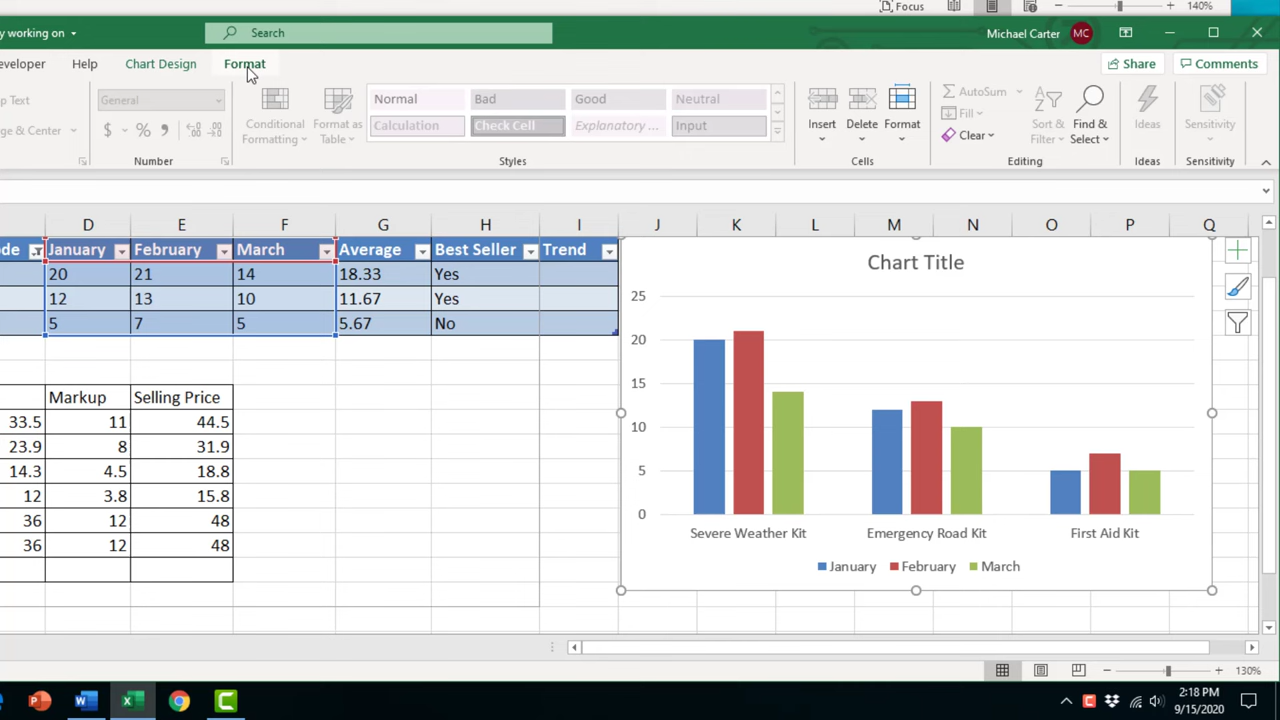 Focus
140%
y working on
Search
Michael Carter
MC
eveloper
Help
Chart Design
Format
Share
Comments
p Text
General
Conditional
Formatting
Format as
Table
Normal
Bad
Good
Neutral
Calculation
Check Cell
Explanatory ...
Input
Insert
Delete
Format
AutoSum
Fill
Clear
Sort &
Filter
Find &
Select
Ideas
Sensitivity
e & Center
$
%
Number
Styles
Cells
Editing
Ideas
Sensitivity
D E F G H I J K L M N O P Q
ode January February March Average Best Seller Trend
20 21 14 18.33 Yes
12 13 10 11.67 Yes
5 7 5 5.67 No
Markup Selling Price
33.5 11 44.5
23.9 8 31.9
14.3 4.5 18.8
12 3.8 15.8
36 12 48
36 12 48
Chart Title
25
20
15
10
5
0
Severe Weather Kit Emergency Road Kit First Aid Kit
January February March
130%
2:18 PM
9/15/2020